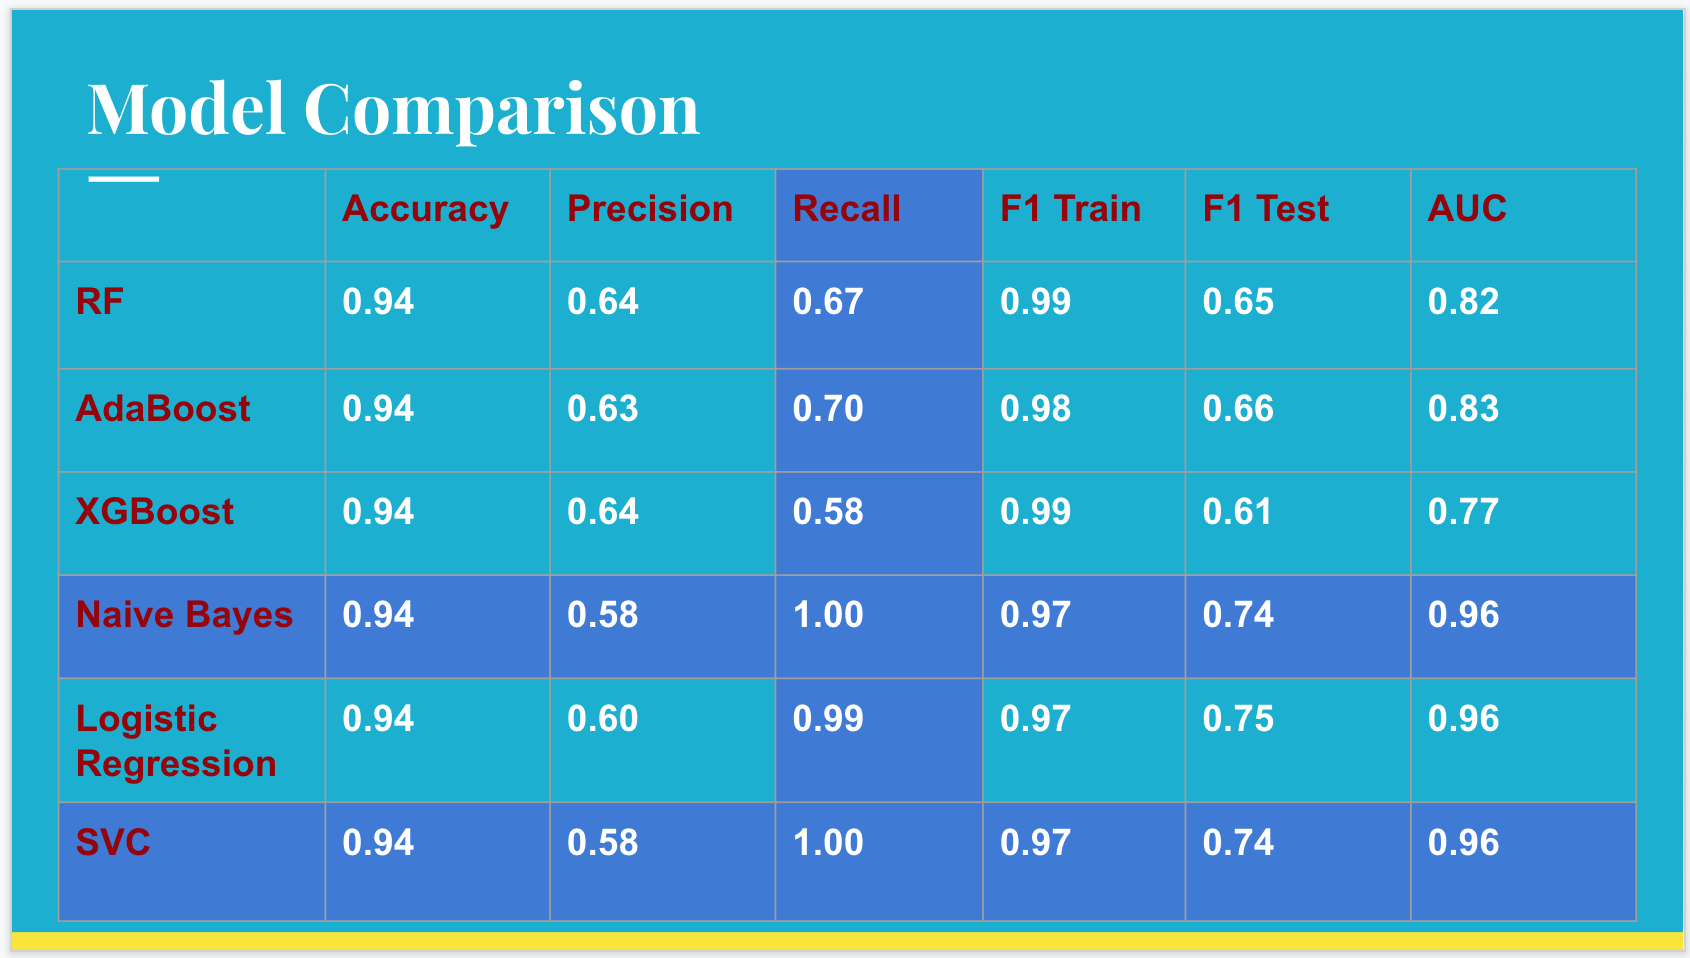 Model Comparison
Accuracy Precision Recall F1 Train F1 Test AUC
RF 0.94 0.64 0.67 0.99 0.65 0.82
AdaBoost 0.94 0.63 0.70 0.98 0.66 0.83
XGBoost 0.94 0.64 0.58 0.99 0.61 0.77
Naive Bayes 0.94 0.58 1.00 0.97 0.74 0.96
Logistic 0.94 0.60 0.99 0.97 0.75 0.96
Regression
SVC 0.94 0.58 1.00 0.97 0.74 0.96